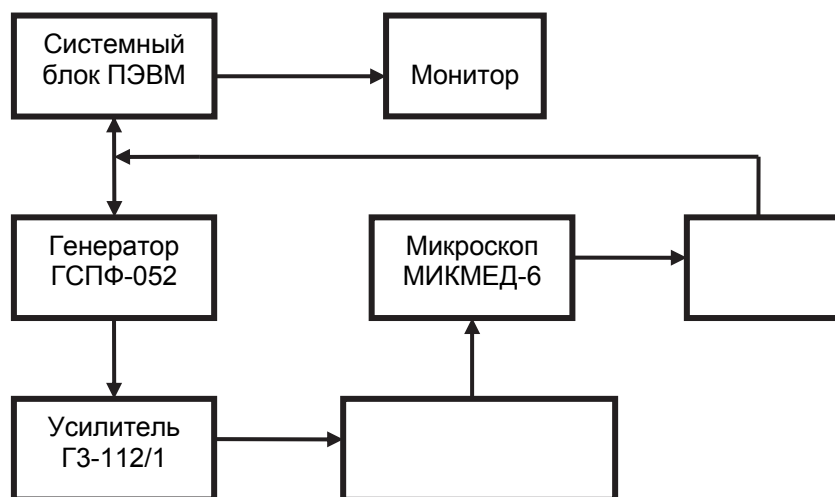 Системный
блок ПЭВМ
Монитор
Генератор
ГСПФ-052
Микроскоп
МИКМЕД-6
Усилитель
Г3-112/1